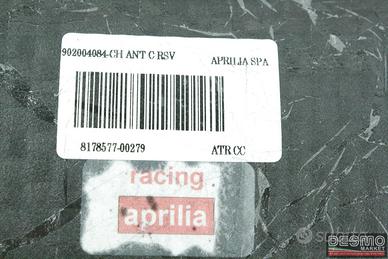 902004084-CH ANT C RSV APRILIA SPA
8178577-00279 ATR CC
racing
aprilia
DESMO
MARKET